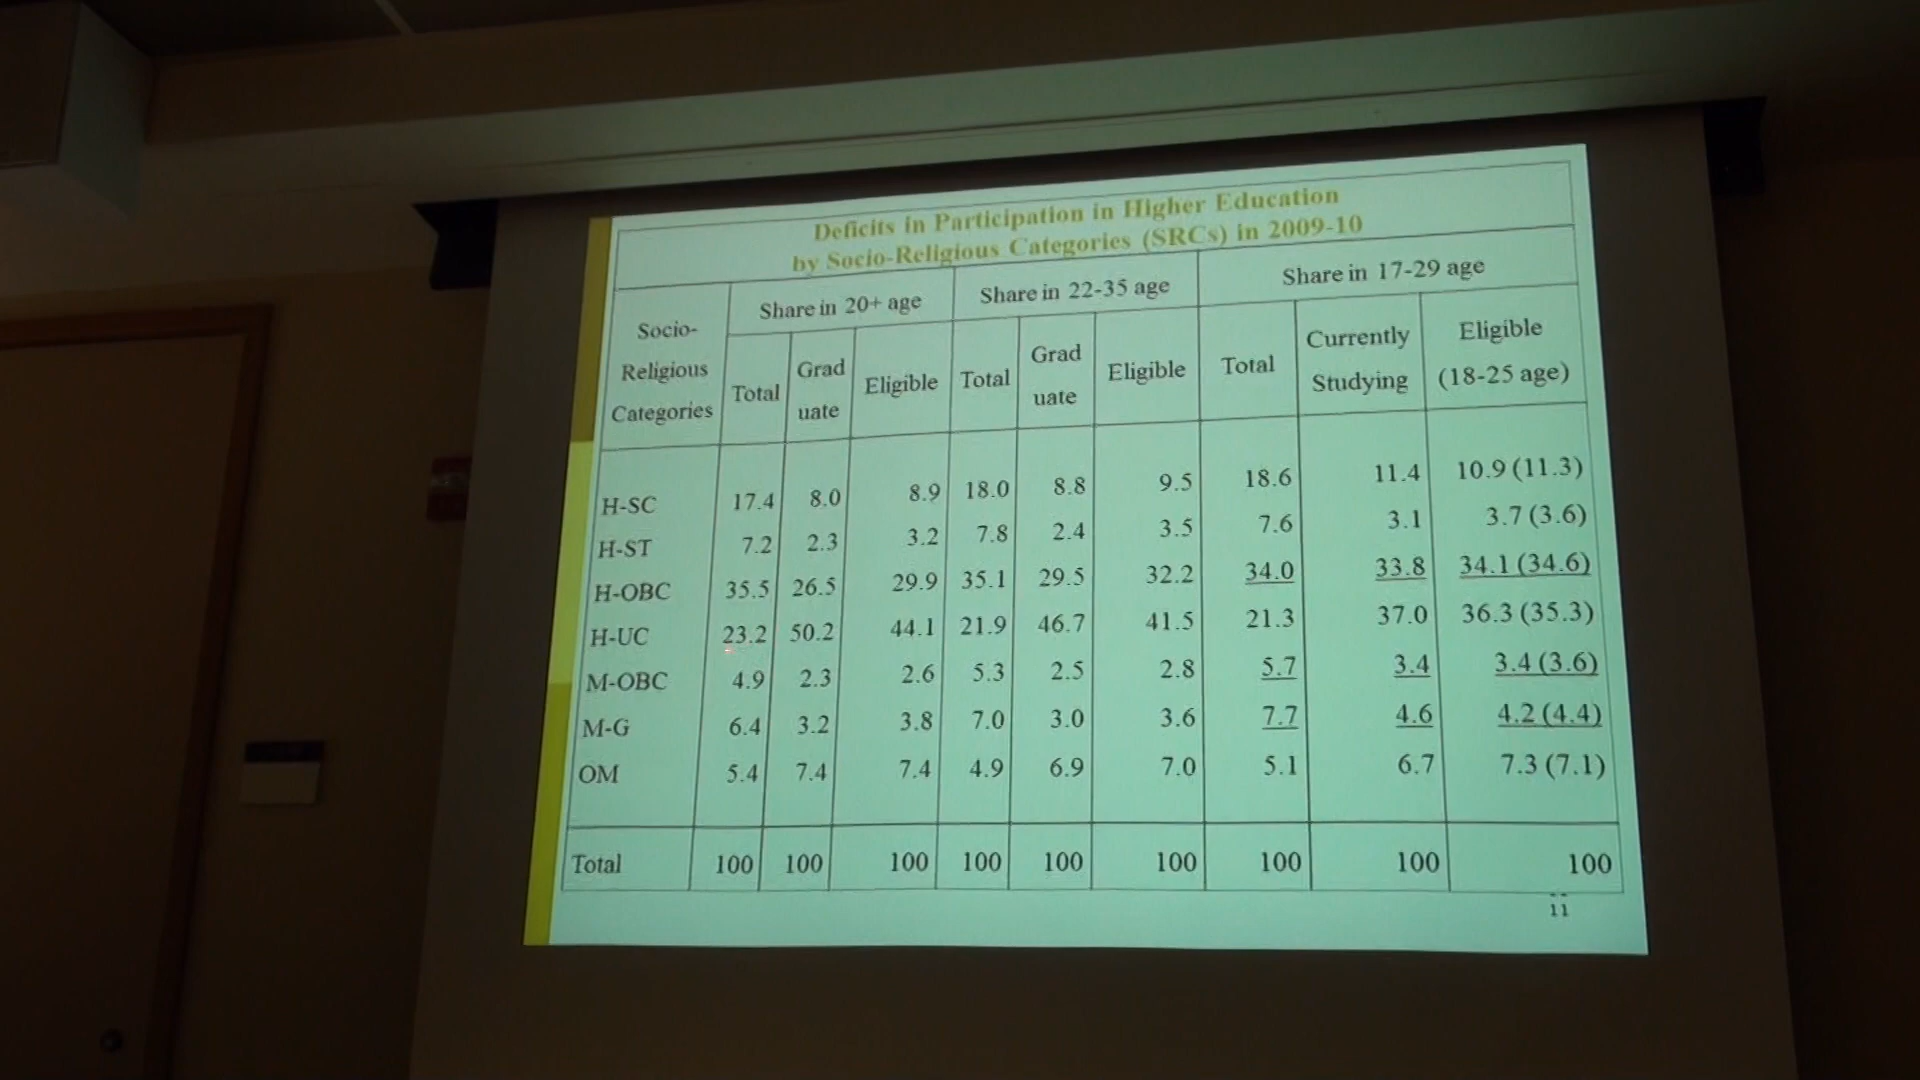 Deficits in Participation in Higher Education
by Socio-Religious Categories (SRCs) in 2009-10
Socio-Religious Categories Share in 20+ age Share in 22-35 age Share in 17-29 age
Total Graduate Eligible Total Graduate Eligible Total Currently Studying Eligible (18-25 age)
H-SC 17.4 8.0 8.9 18.0 8.8 9.5 18.6 11.4 10.9 (11.3)
H-ST 7.2 2.3 3.2 7.8 2.4 3.5 7.6 3.1 3.7 (3.6)
H-OBC 35.5 26.5 29.9 35.1 29.5 32.2 34.0 33.8 34.1 (34.6)
H-UC 23.2 50.2 44.1 21.9 46.7 41.5 21.3 37.0 36.3 (35.3)
M-OBC 4.9 2.3 2.6 5.3 2.5 2.8 5.7 3.4 3.4 (3.6)
M-G 6.4 3.2 3.8 7.0 3.0 3.6 7.7 4.6 4.2 (4.4)
OM 5.4 7.4 7.4 4.9 6.9 7.0 5.1 6.7 7.3 (7.1)
Total 100 100 100 100 100 100 100 100 100
11